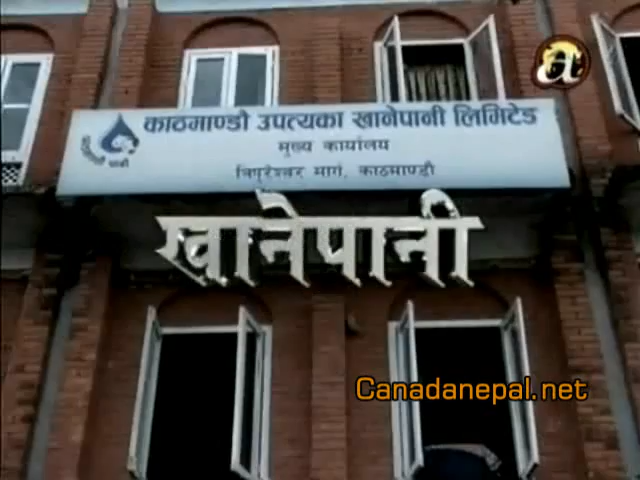 काठमाण्डौ उपत्यका खानेपानी लिमिटेड
मुख्य कार्यालय
त्रिपुरेश्वर मार्ग, काठमाण्डौ
खानेपानी
Canadanepal.net